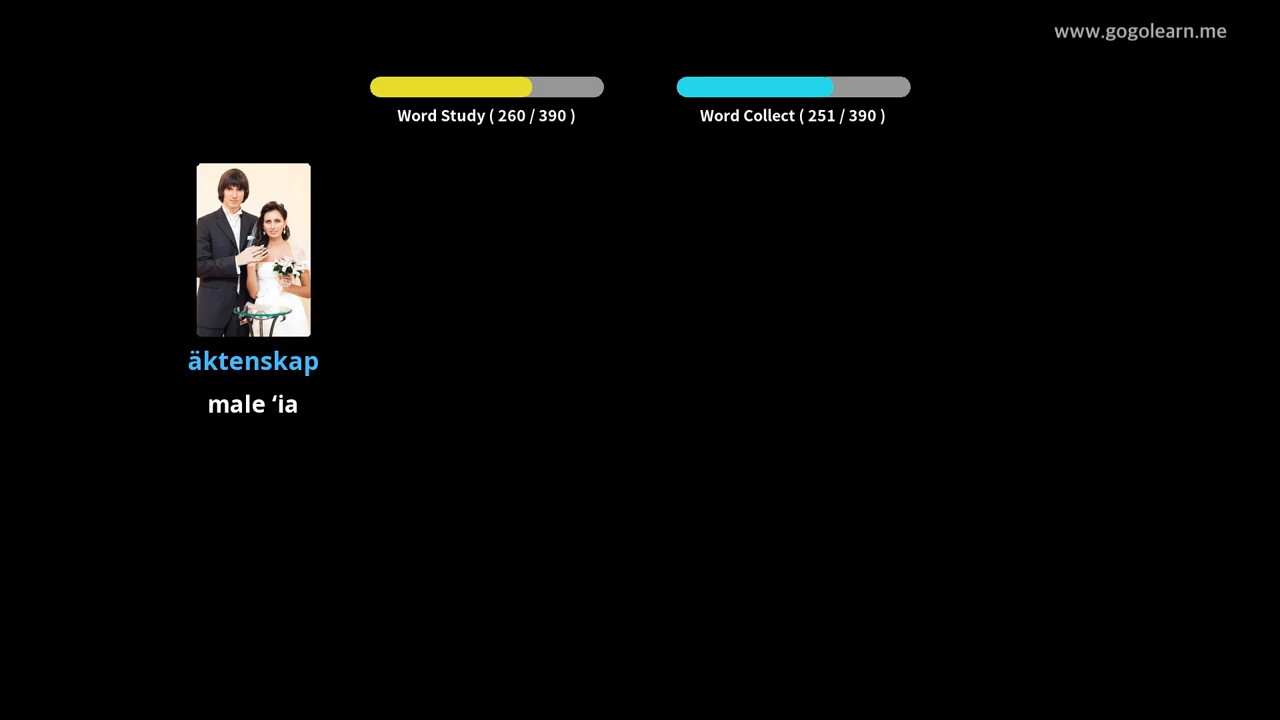 www.gogolearn.me
Word Study ( 260 / 390 )
Word Collect ( 251 / 390 )
äktenskap
male ‘ia